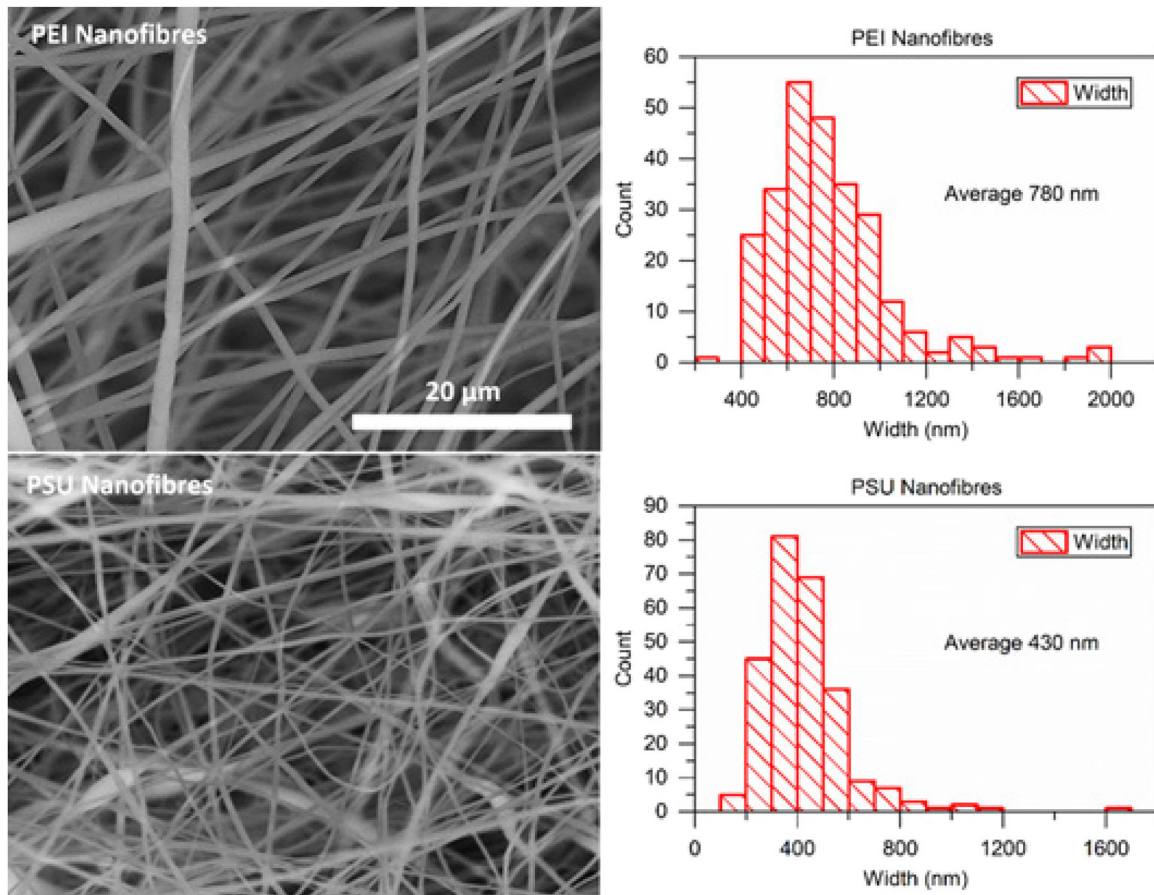 PEI Nanofibres
20 µm
PEI Nanofibres
Width
Average 780 nm
Count
60
50
40
30
20
10
0
400 800 1200 1600 2000
Width (nm)
PSU Nanofibres
PSU Nanofibres
Width
Average 430 nm
Count
90
80
70
60
50
40
30
20
10
0
0 400 800 1200 1600
Width (nm)